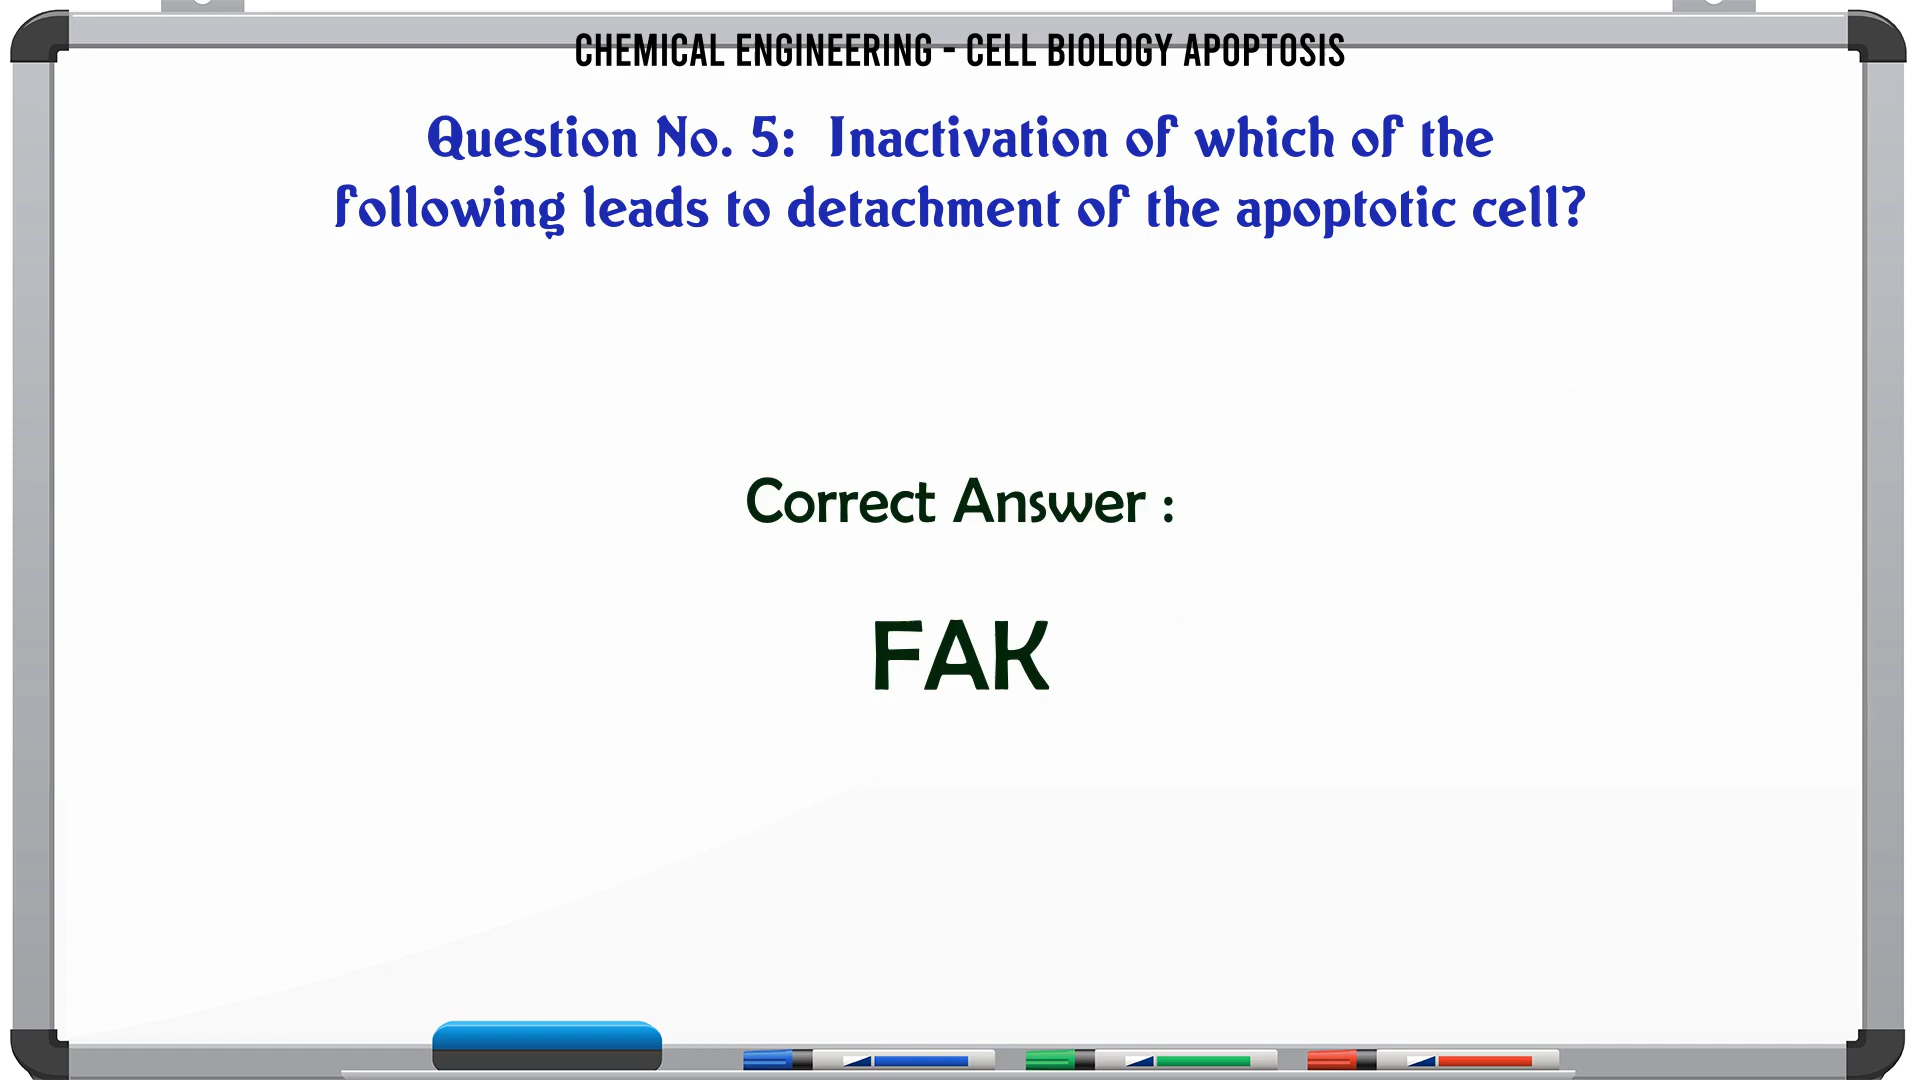 CHEMICAL ENGINEERING - CELL BIOLOGY APOPTOSIS
Question No. 5: Inactivation of which of the
following leads to detachment of the apoptotic cell?
Correct Answer :
FAK